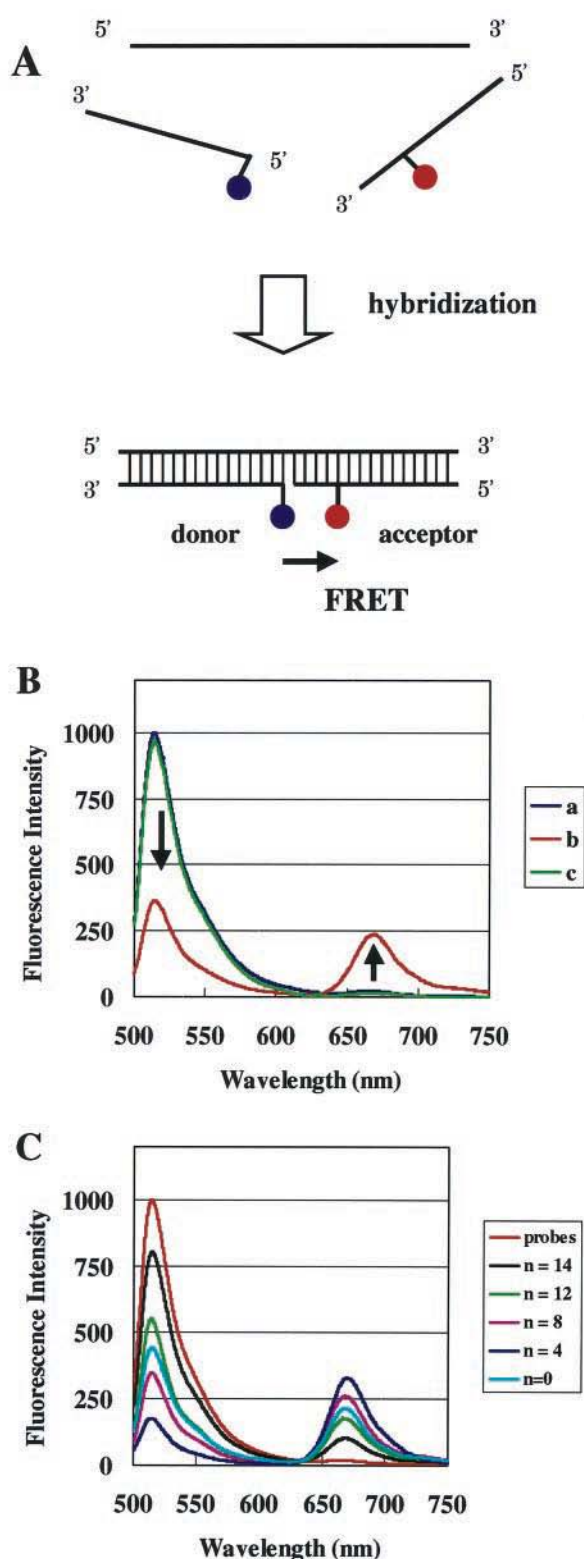 A
5’ 3’
3’ 5’
5’ 3’
hybridization
5’ 3’
3’ 5’
donor acceptor
FRET
B
Fluorescence Intensity
1000
750
500
250
0
500 550 600 650 700 750
Wavelength (nm)
a
b
c
C
Fluorescence Intensity
1000
750
500
250
0
500 550 600 650 700 750
Wavelength (nm)
probes
n = 14
n = 12
n = 8
n = 4
n=0